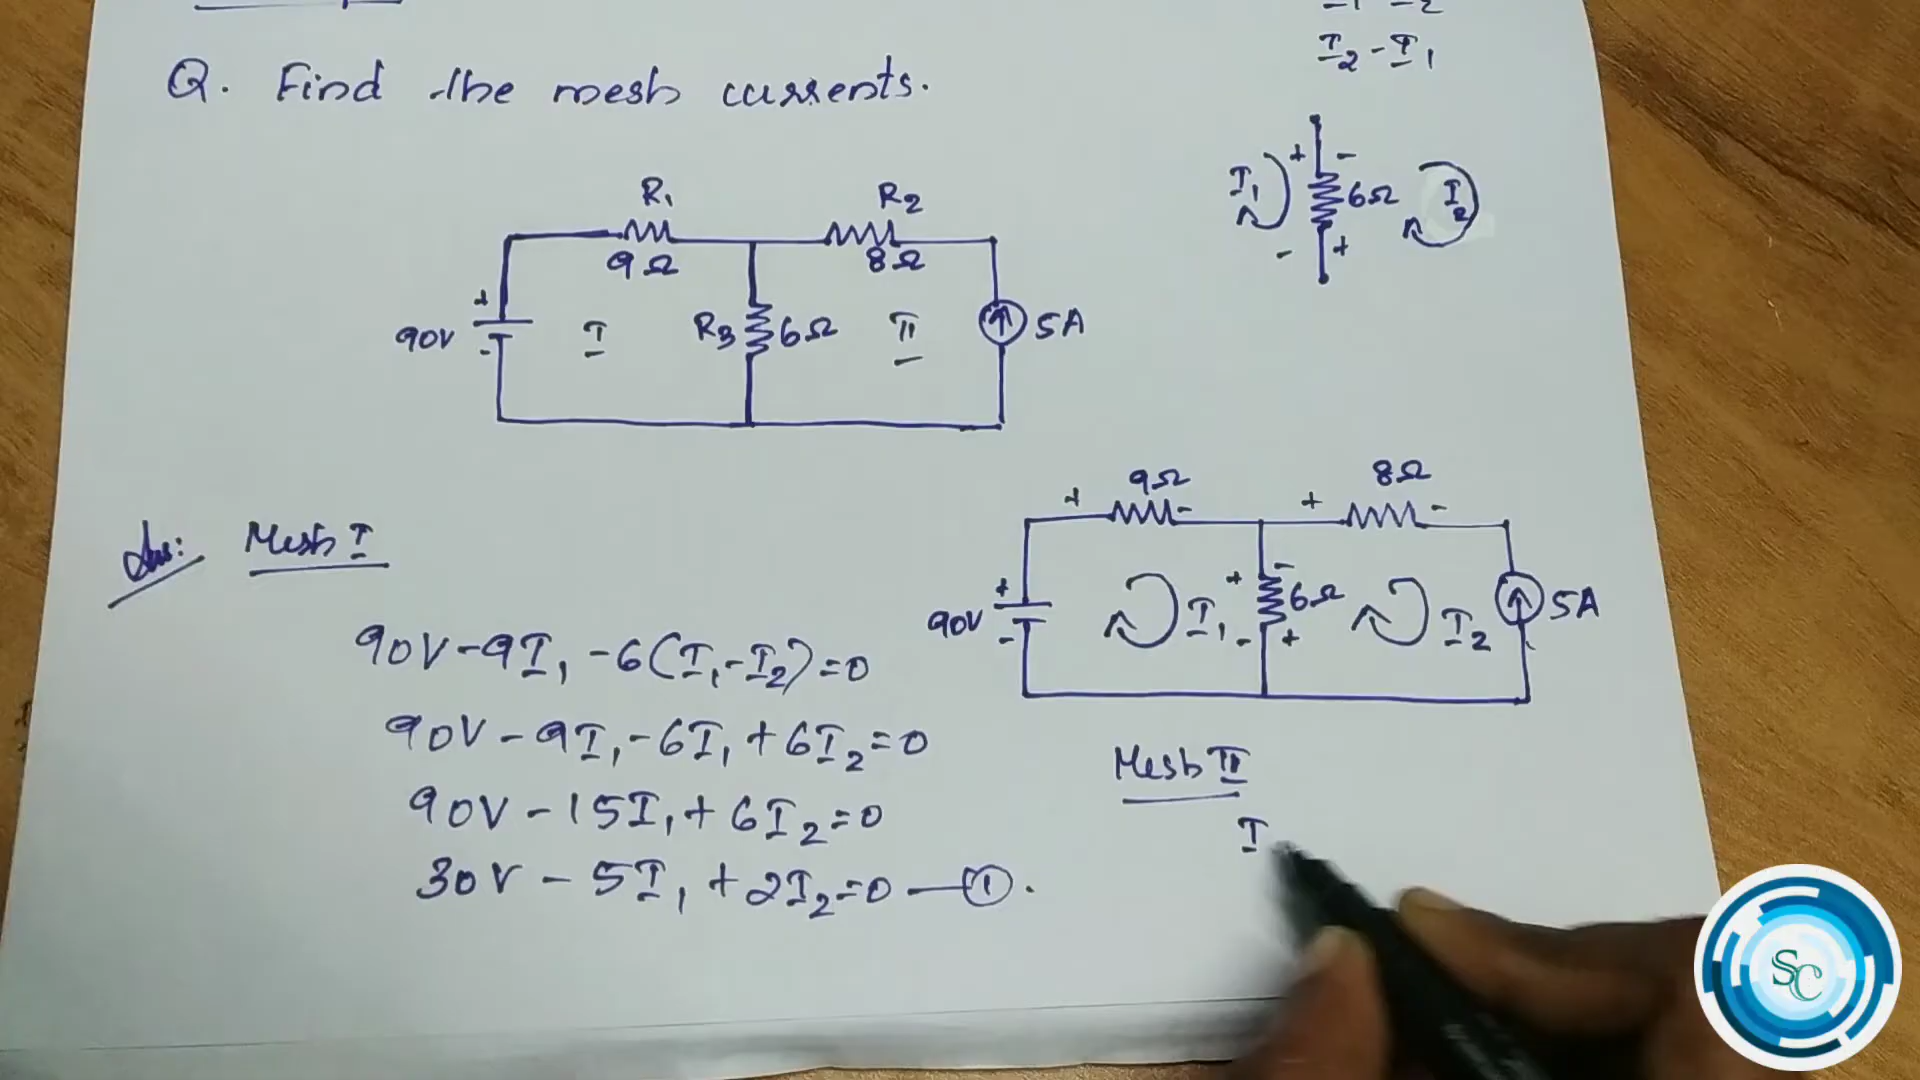 I₂ - I₁
Q. Find the mesh currents.
R₁
R₂
9Ω
8Ω
+
90V
-
I
R₃
6Ω
II
5A
+ -
I₁
6Ω
I₂
- +
9Ω
8Ω
+ - + -
+
90V
-
I₁
+ -
6Ω
- +
I₂
5A
Ans: Mesh I
90V - 9I₁ - 6(I₁ - I₂) = 0
90V - 9I₁ - 6I₁ + 6I₂ = 0
90V - 15I₁ + 6I₂ = 0
30V - 5I₁ + 2I₂ = 0 — ①.
Mesh II
I
SC